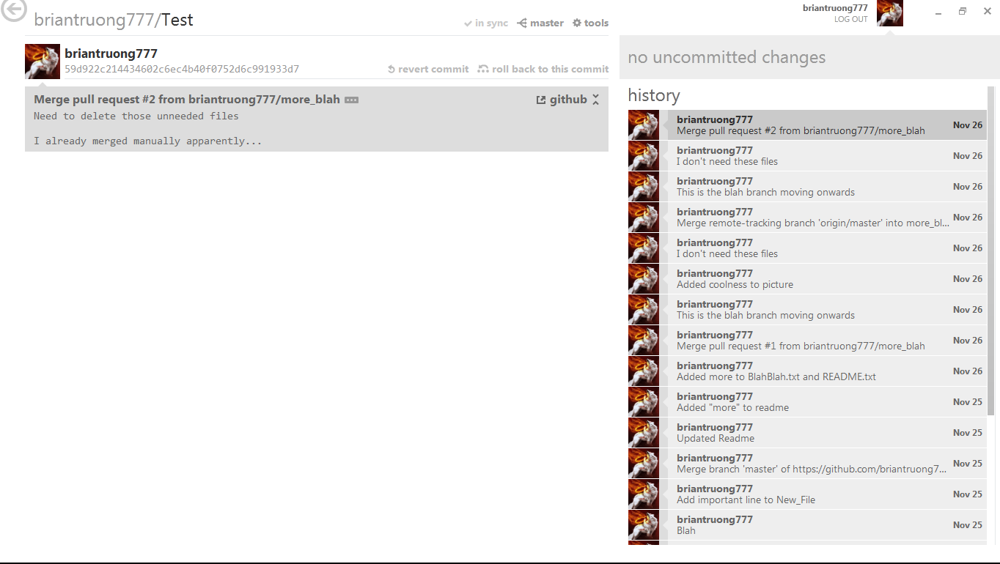 briantruong777/Test
in sync master tools
briantruong777
LOG OUT
briantruong777
59d922c214434602c6ec4b40f0752d6c991933d7
revert commit roll back to this commit
Merge pull request #2 from briantruong777/more_blah
github
Need to delete those unneeded files
I already merged manually apparently...
no uncommitted changes
history
briantruong777
Merge pull request #2 from briantruong777/more_blah
Nov 26
briantruong777
I don't need these files
Nov 26
briantruong777
This is the blah branch moving onwards
Nov 26
briantruong777
Merge remote-tracking branch 'origin/master' into more_bl...
Nov 26
briantruong777
I don't need these files
Nov 26
briantruong777
Added coolness to picture
Nov 26
briantruong777
This is the blah branch moving onwards
Nov 26
briantruong777
Merge pull request #1 from briantruong777/more_blah
Nov 26
briantruong777
Added more to BlahBlah.txt and README.txt
Nov 26
briantruong777
Added "more" to readme
Nov 25
briantruong777
Updated Readme
Nov 25
briantruong777
Merge branch 'master' of https://github.com/briantruong7...
Nov 25
briantruong777
Add important line to New_File
Nov 25
briantruong777
Blah
Nov 25